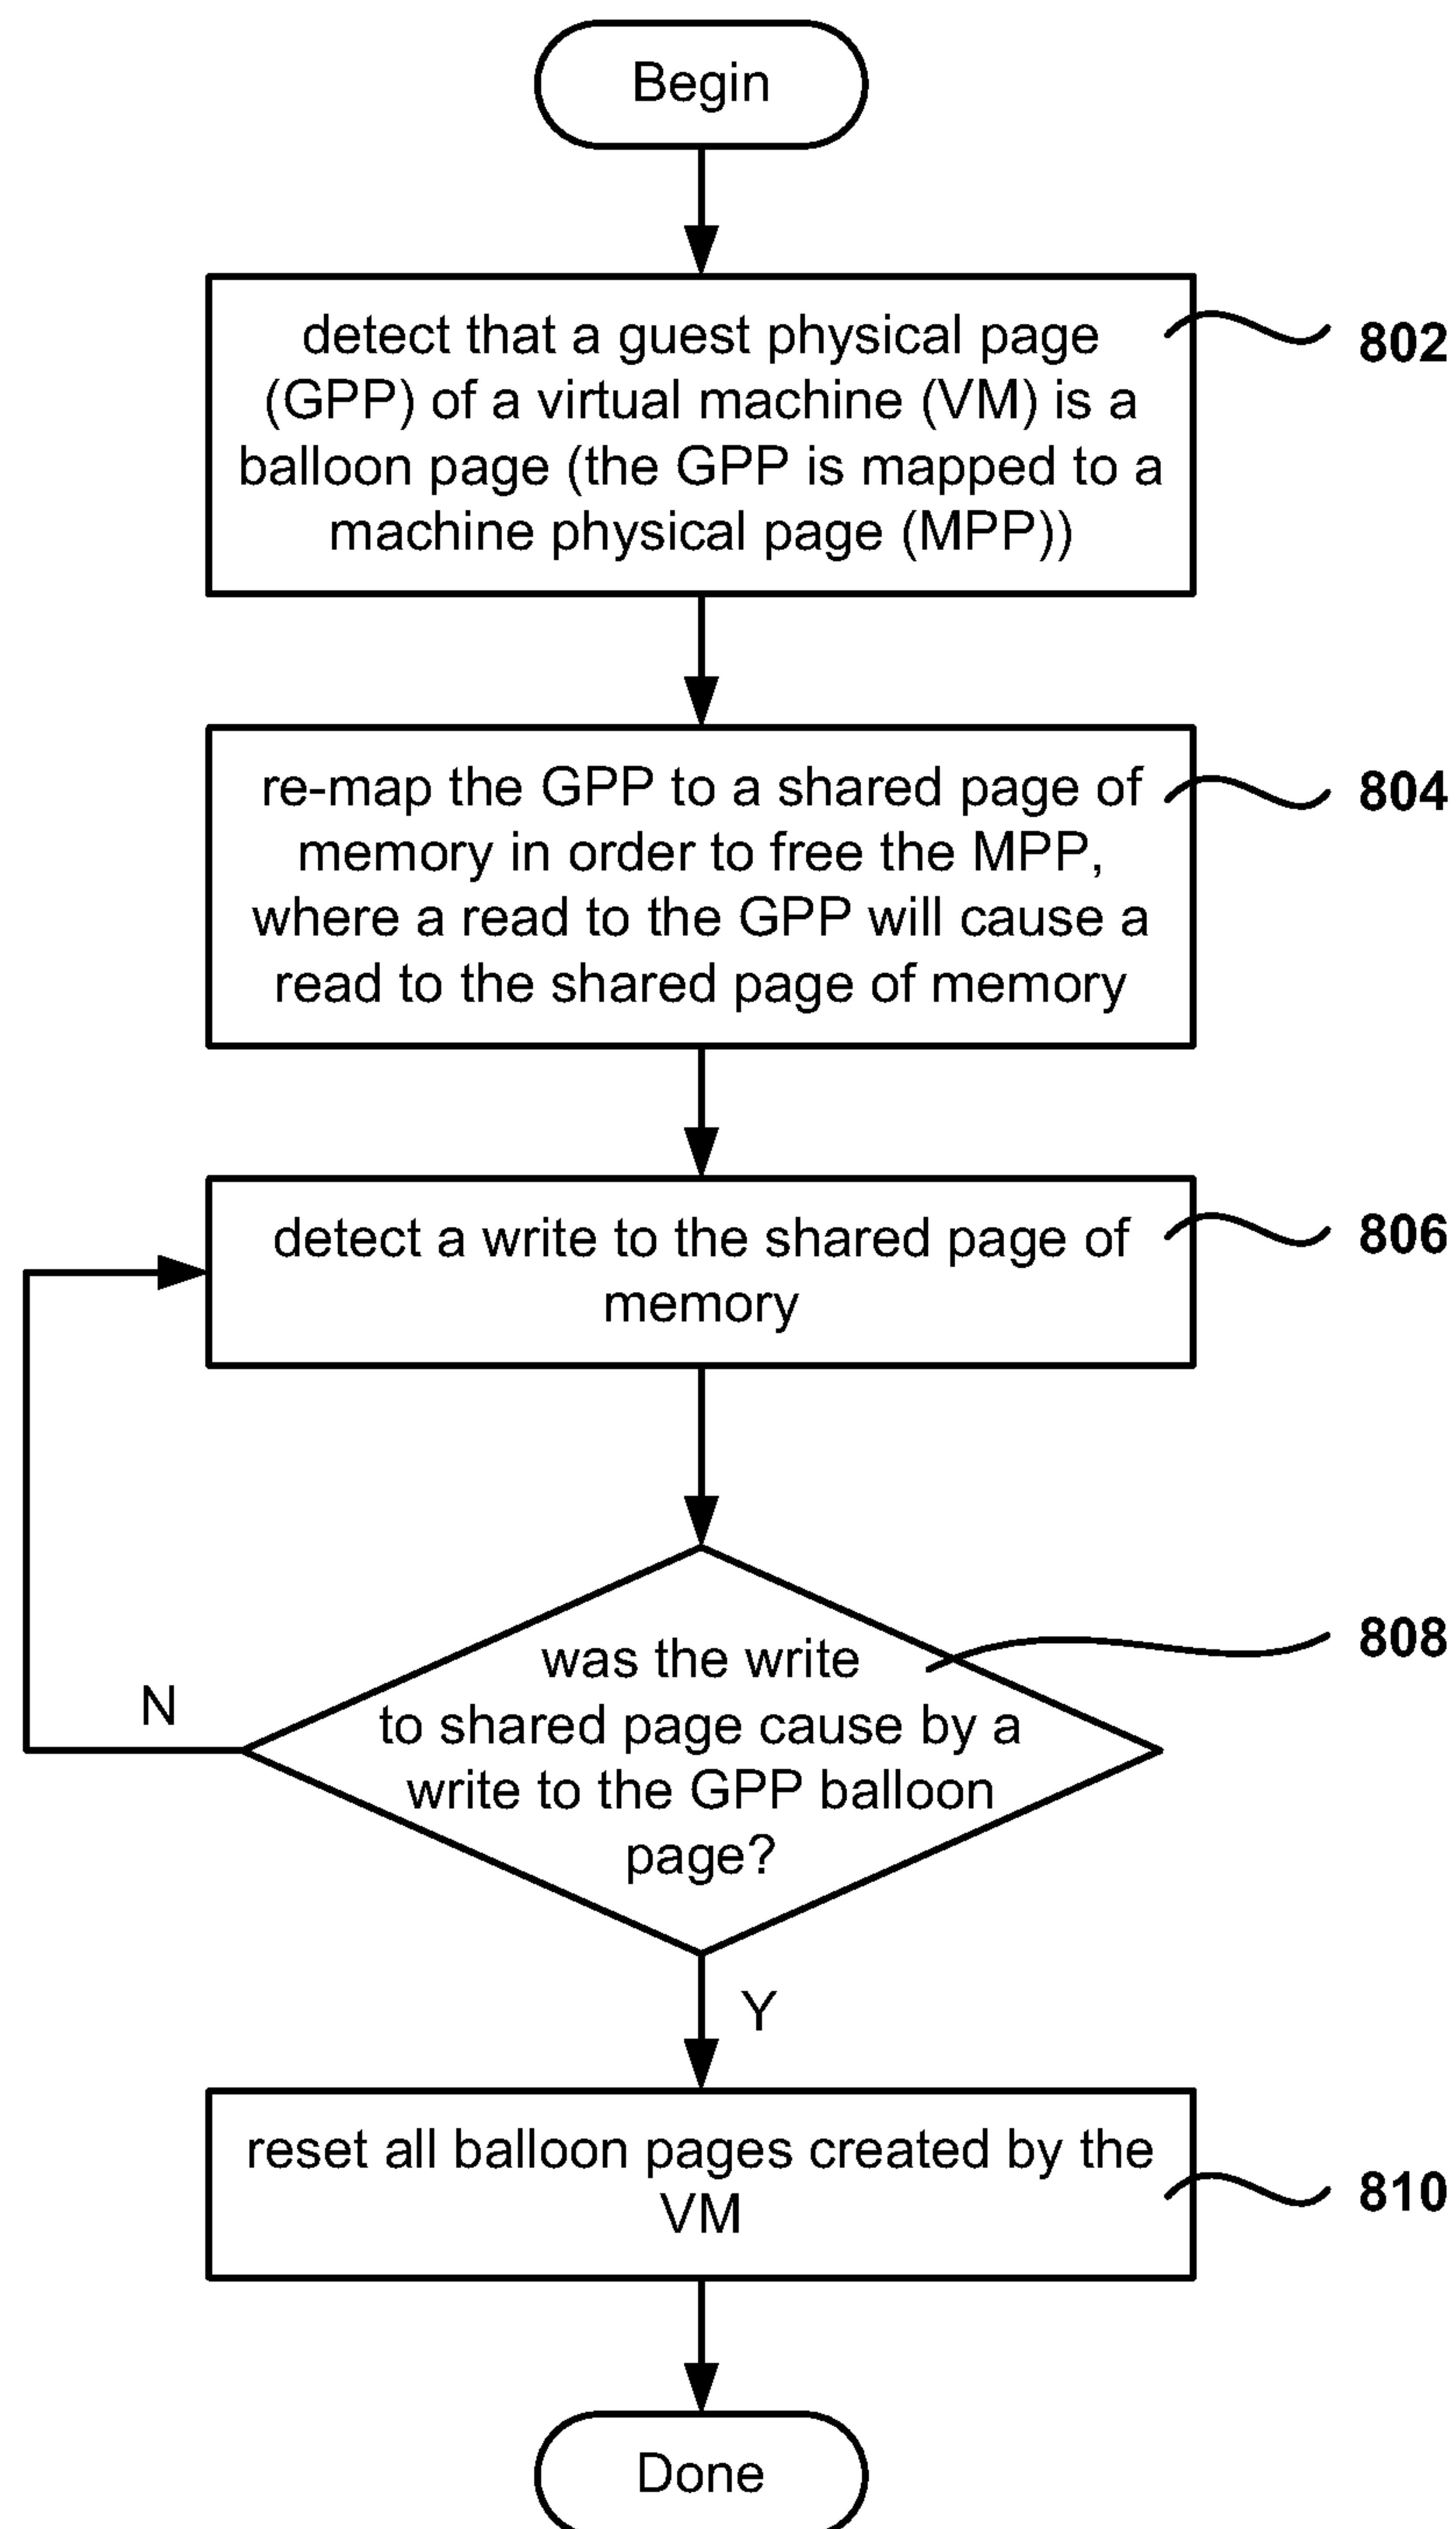 Begin
detect that a guest physical page
(GPP) of a virtual machine (VM) is a
balloon page (the GPP is mapped to a
machine physical page (MPP))
802
re-map the GPP to a shared page of
memory in order to free the MPP,
where a read to the GPP will cause a
read to the shared page of memory
804
detect a write to the shared page of
memory
806
was the write
to shared page cause by a
write to the GPP balloon
page?
808
N
Y
reset all balloon pages created by the
VM
810
Done